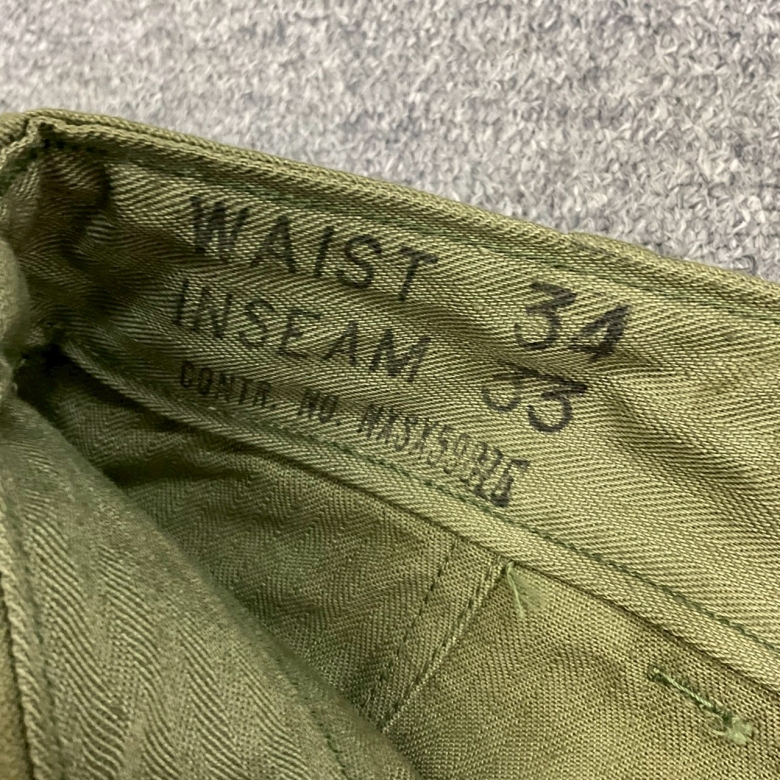 WAIST 34
INSEAM 33
CONTR. NO.